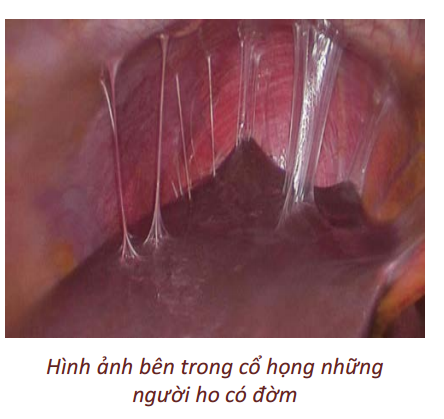 Hình ảnh bên trong cổ họng những
người ho có đờm